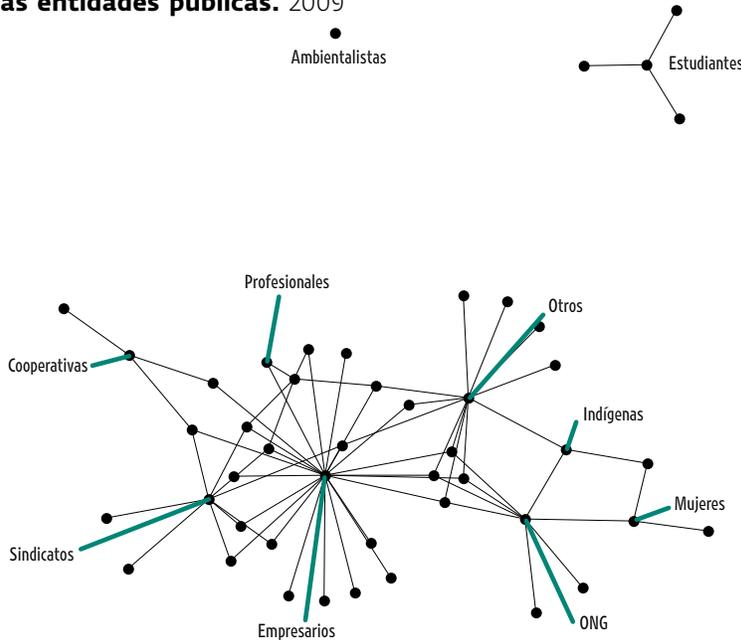 as entidades públicas. 2009
Ambientalistas
Estudiantes
Profesionales
Otros
Cooperativas
Indígenas
Mujeres
Sindicatos
Empresarios
ONG